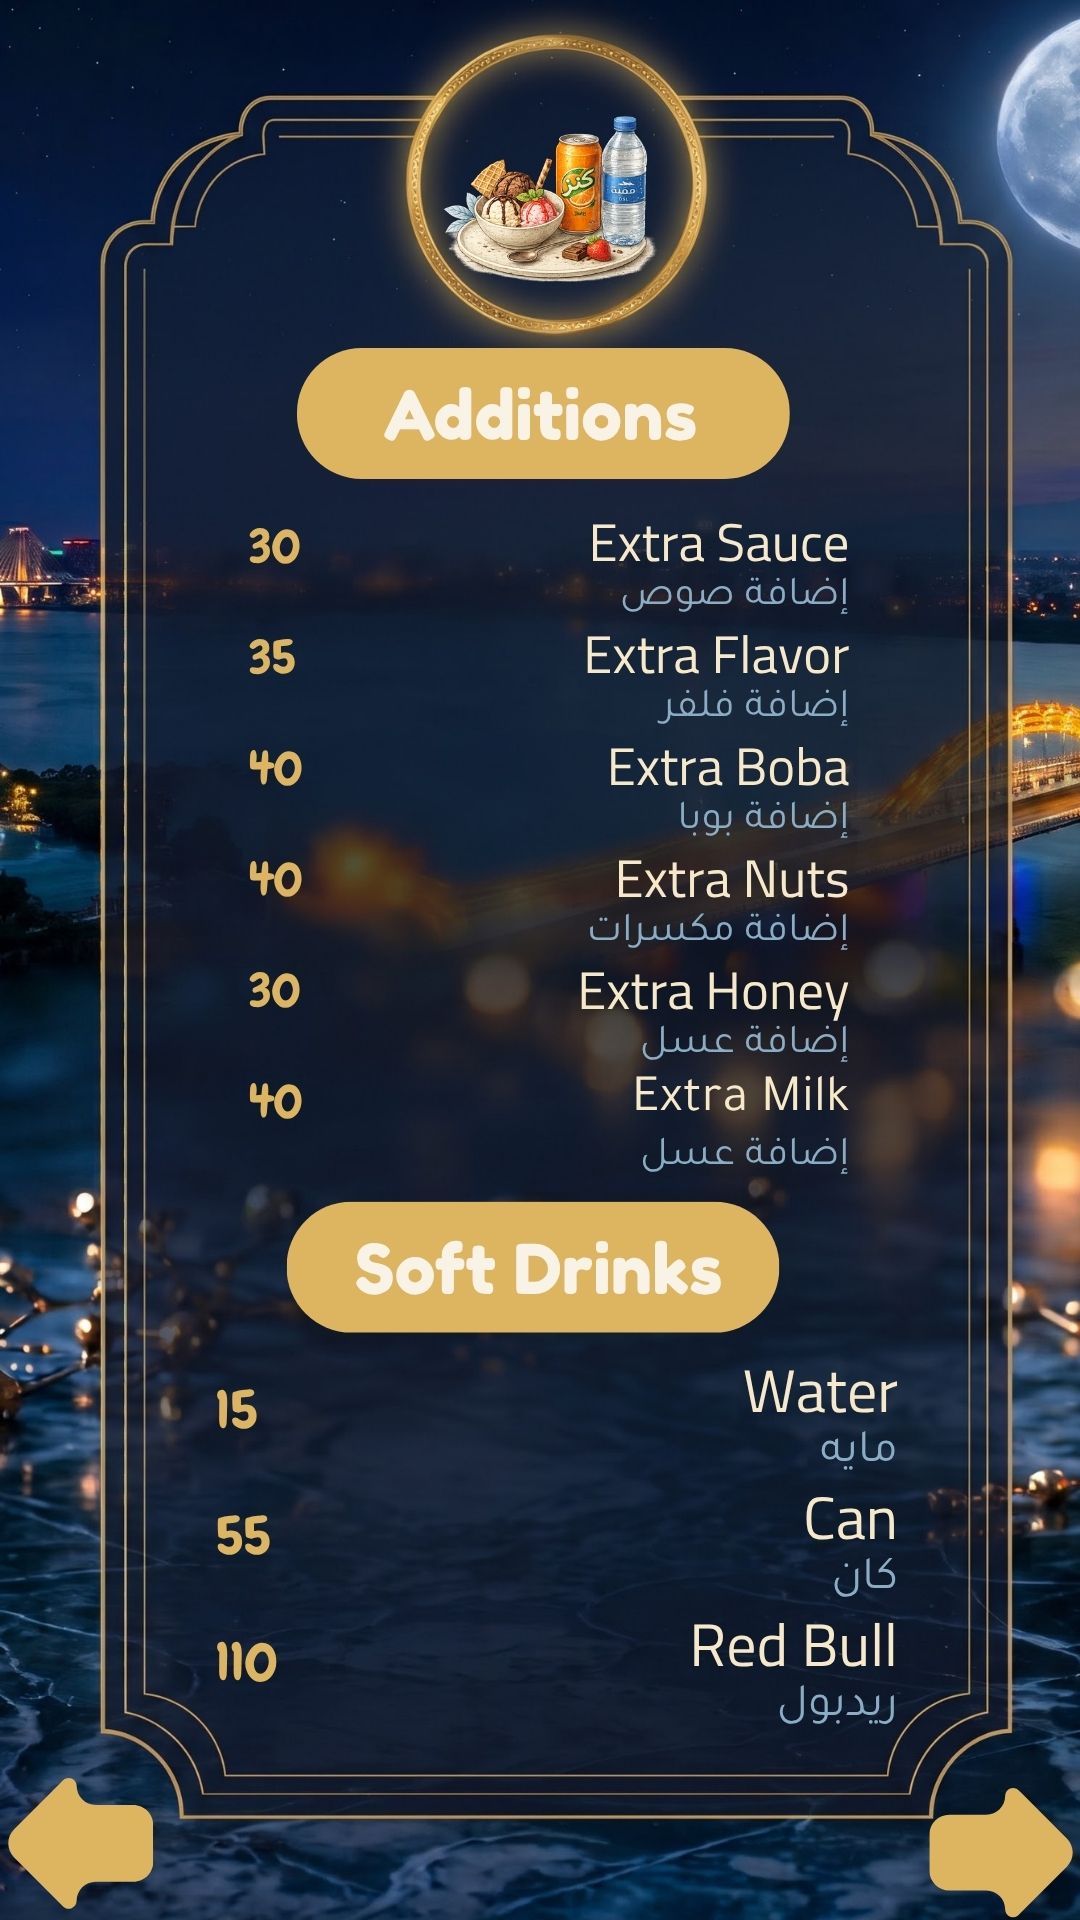 كنز
Additions
30 Extra Sauce
إضافة صوص
35 Extra Flavor
إضافة فلفر
40 Extra Boba
إضافة بوبا
40 Extra Nuts
إضافة مكسرات
30 Extra Honey
إضافة عسل
40 Extra Milk
إضافة عسل
Soft Drinks
15 Water
مايه
55 Can
كان
110 Red Bull
ريدبول